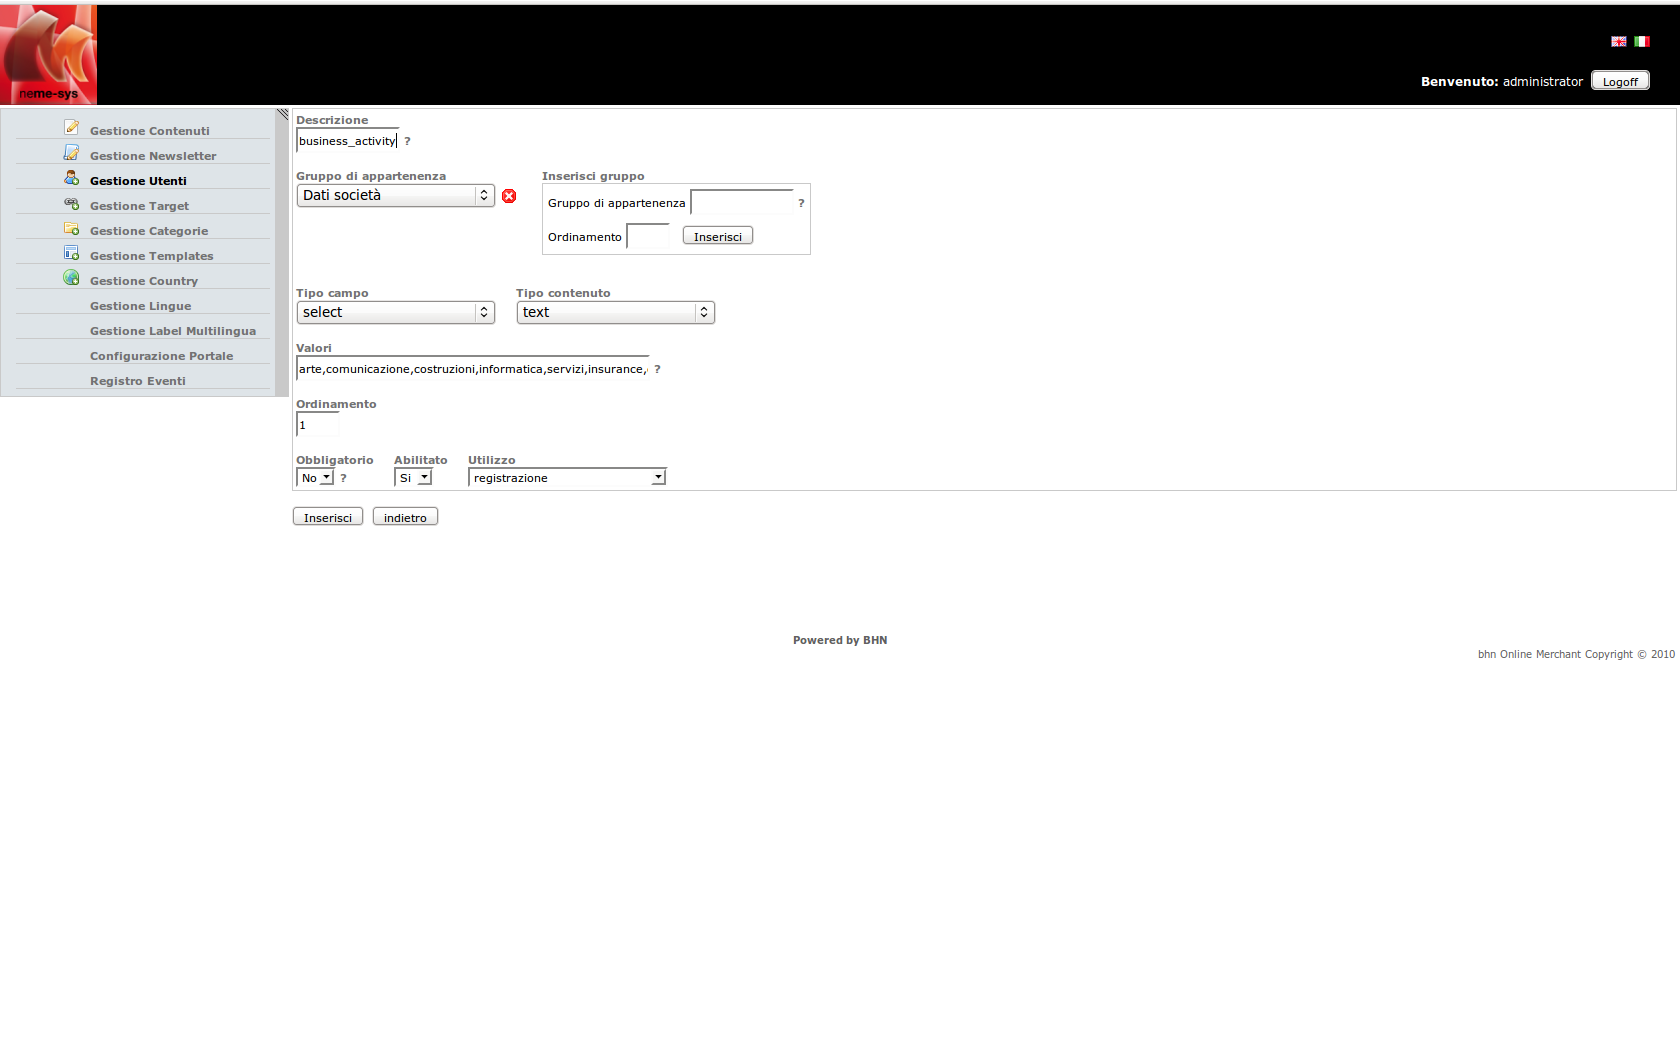 neme-sys
Benvenuto: administrator Logoff
Gestione Contenuti
Gestione Newsletter
Gestione Utenti
Gestione Target
Gestione Categorie
Gestione Templates
Gestione Country
Gestione Lingue
Gestione Label Multilingua
Configurazione Portale
Registro Eventi
Descrizione
business_activity ?
Gruppo di appartenenza
Dati società
Inserisci gruppo
Gruppo di appartenenza ?
Ordinamento Inserisci
Tipo campo Tipo contenuto
select text
Valori
arte,comunicazione,costruzioni,informatica,servizi,insurance, ?
Ordinamento
1
Obbligatorio Abilitato Utilizzo
No ? Si registrazione
Inserisci indietro
Powered by BHN
bhn Online Merchant Copyright © 2010